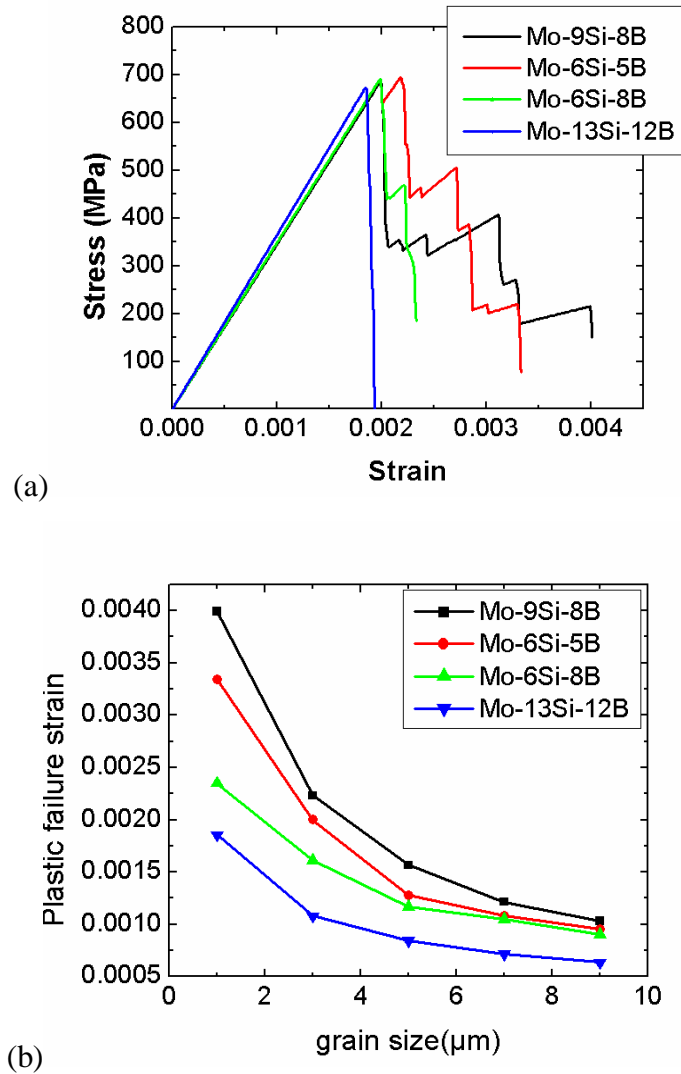 Mo-9Si-8B
Mo-6Si-5B
Mo-6Si-8B
Mo-13Si-12B
800
700
600
500
400
300
200
100
Stress (MPa)
0.000 0.001 0.002 0.003 0.004
Strain
(a)
Mo-9Si-8B
Mo-6Si-5B
Mo-6Si-8B
Mo-13Si-12B
0.0040
0.0035
0.0030
0.0025
0.0020
0.0015
0.0010
0.0005
Plastic failure strain
0 2 4 6 8 10
grain size(µm)
(b)